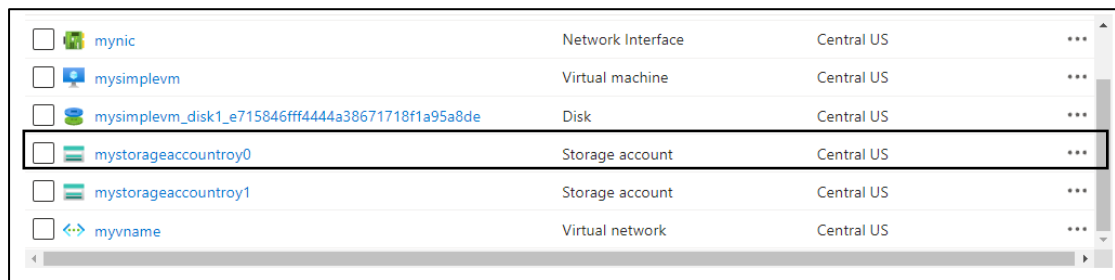 mynic Network Interface Central US ...
mysimplevm Virtual machine Central US ...
mysimplevm_disk1_e715846fff4444a38671718f1a95a8de Disk Central US ...
mystorageaccountroy0 Storage account Central US ...
mystorageaccountroy1 Storage account Central US ...
myvname Virtual network Central US ...